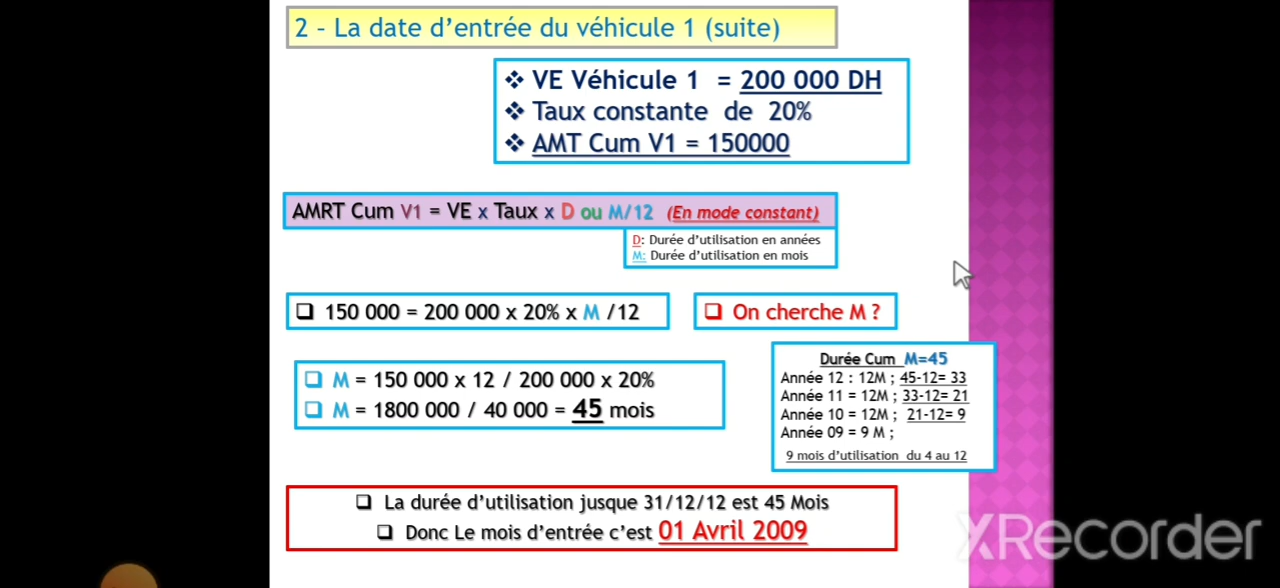 2 – La date d’entrée du véhicule 1 (suite)
❖ VE Véhicule 1 = 200 000 DH
❖ Taux constante de 20%
❖ AMT Cum V1 = 150000
AMRT Cum V1 = VE x Taux x D ou M/12 (En mode constant)
D: Durée d’utilisation en années
M: Durée d’utilisation en mois
❑ 150 000 = 200 000 x 20% x M /12
❑ On cherche M ?
❑ M = 150 000 x 12 / 200 000 x 20%
❑ M = 1800 000 / 40 000 = 45 mois
Durée Cum M=45
Année 12 : 12M ; 45-12= 33
Année 11 = 12M ; 33-12= 21
Année 10 = 12M ; 21-12= 9
Année 09 = 9 M ;
9 mois d’utilisation du 4 au 12
❑ La durée d’utilisation jusque 31/12/12 est 45 Mois
❑ Donc Le mois d’entrée c’est 01 Avril 2009
XRecorder